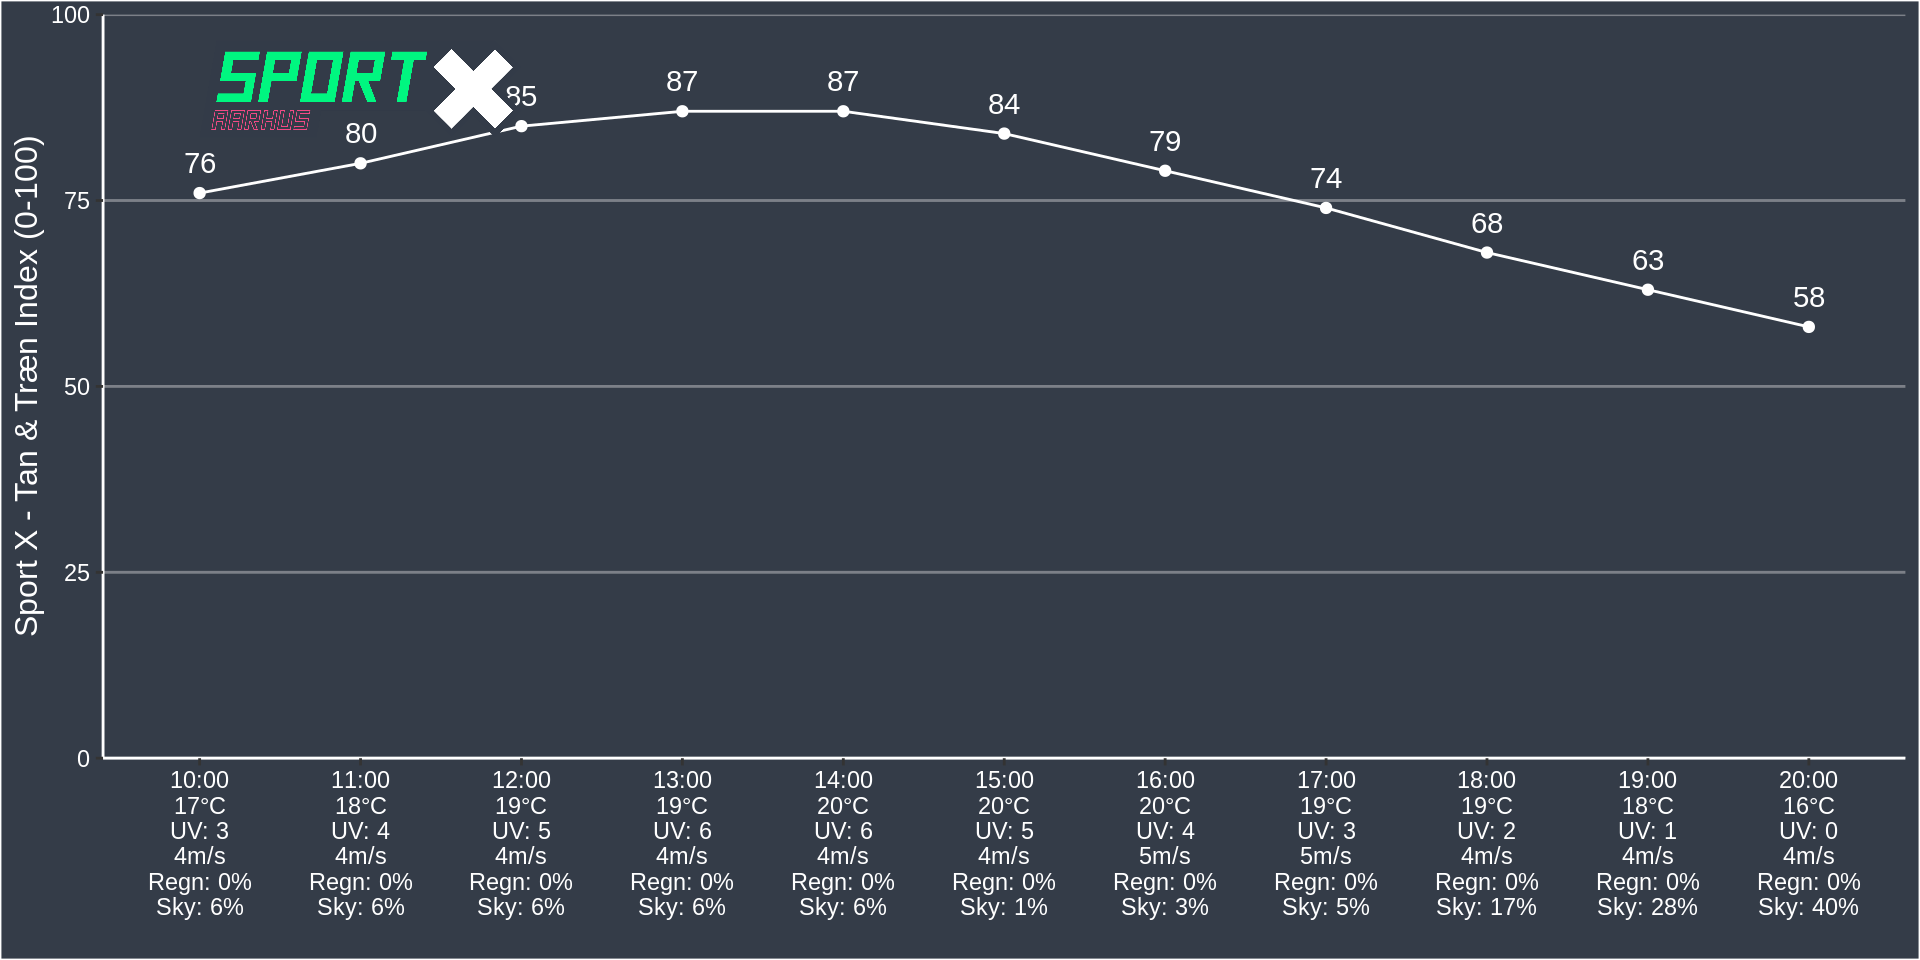 Sport X - Tan & Træn Index (0-100)
100
75
50
25
0
SPORT X
AARHUS
76
80
85
87
87
84
79
74
68
63
58
10:00 11:00 12:00 13:00 14:00 15:00 16:00 17:00 18:00 19:00 20:00
17°C 18°C 19°C 19°C 20°C 20°C 20°C 19°C 19°C 18°C 16°C
UV: 3 UV: 4 UV: 5 UV: 6 UV: 6 UV: 5 UV: 4 UV: 3 UV: 2 UV: 1 UV: 0
4m/s 4m/s 4m/s 4m/s 4m/s 4m/s 5m/s 5m/s 4m/s 4m/s 4m/s
Regn: 0% Regn: 0% Regn: 0% Regn: 0% Regn: 0% Regn: 0% Regn: 0% Regn: 0% Regn: 0% Regn: 0% Regn: 0%
Sky: 6% Sky: 6% Sky: 6% Sky: 6% Sky: 6% Sky: 1% Sky: 3% Sky: 5% Sky: 17% Sky: 28% Sky: 40%